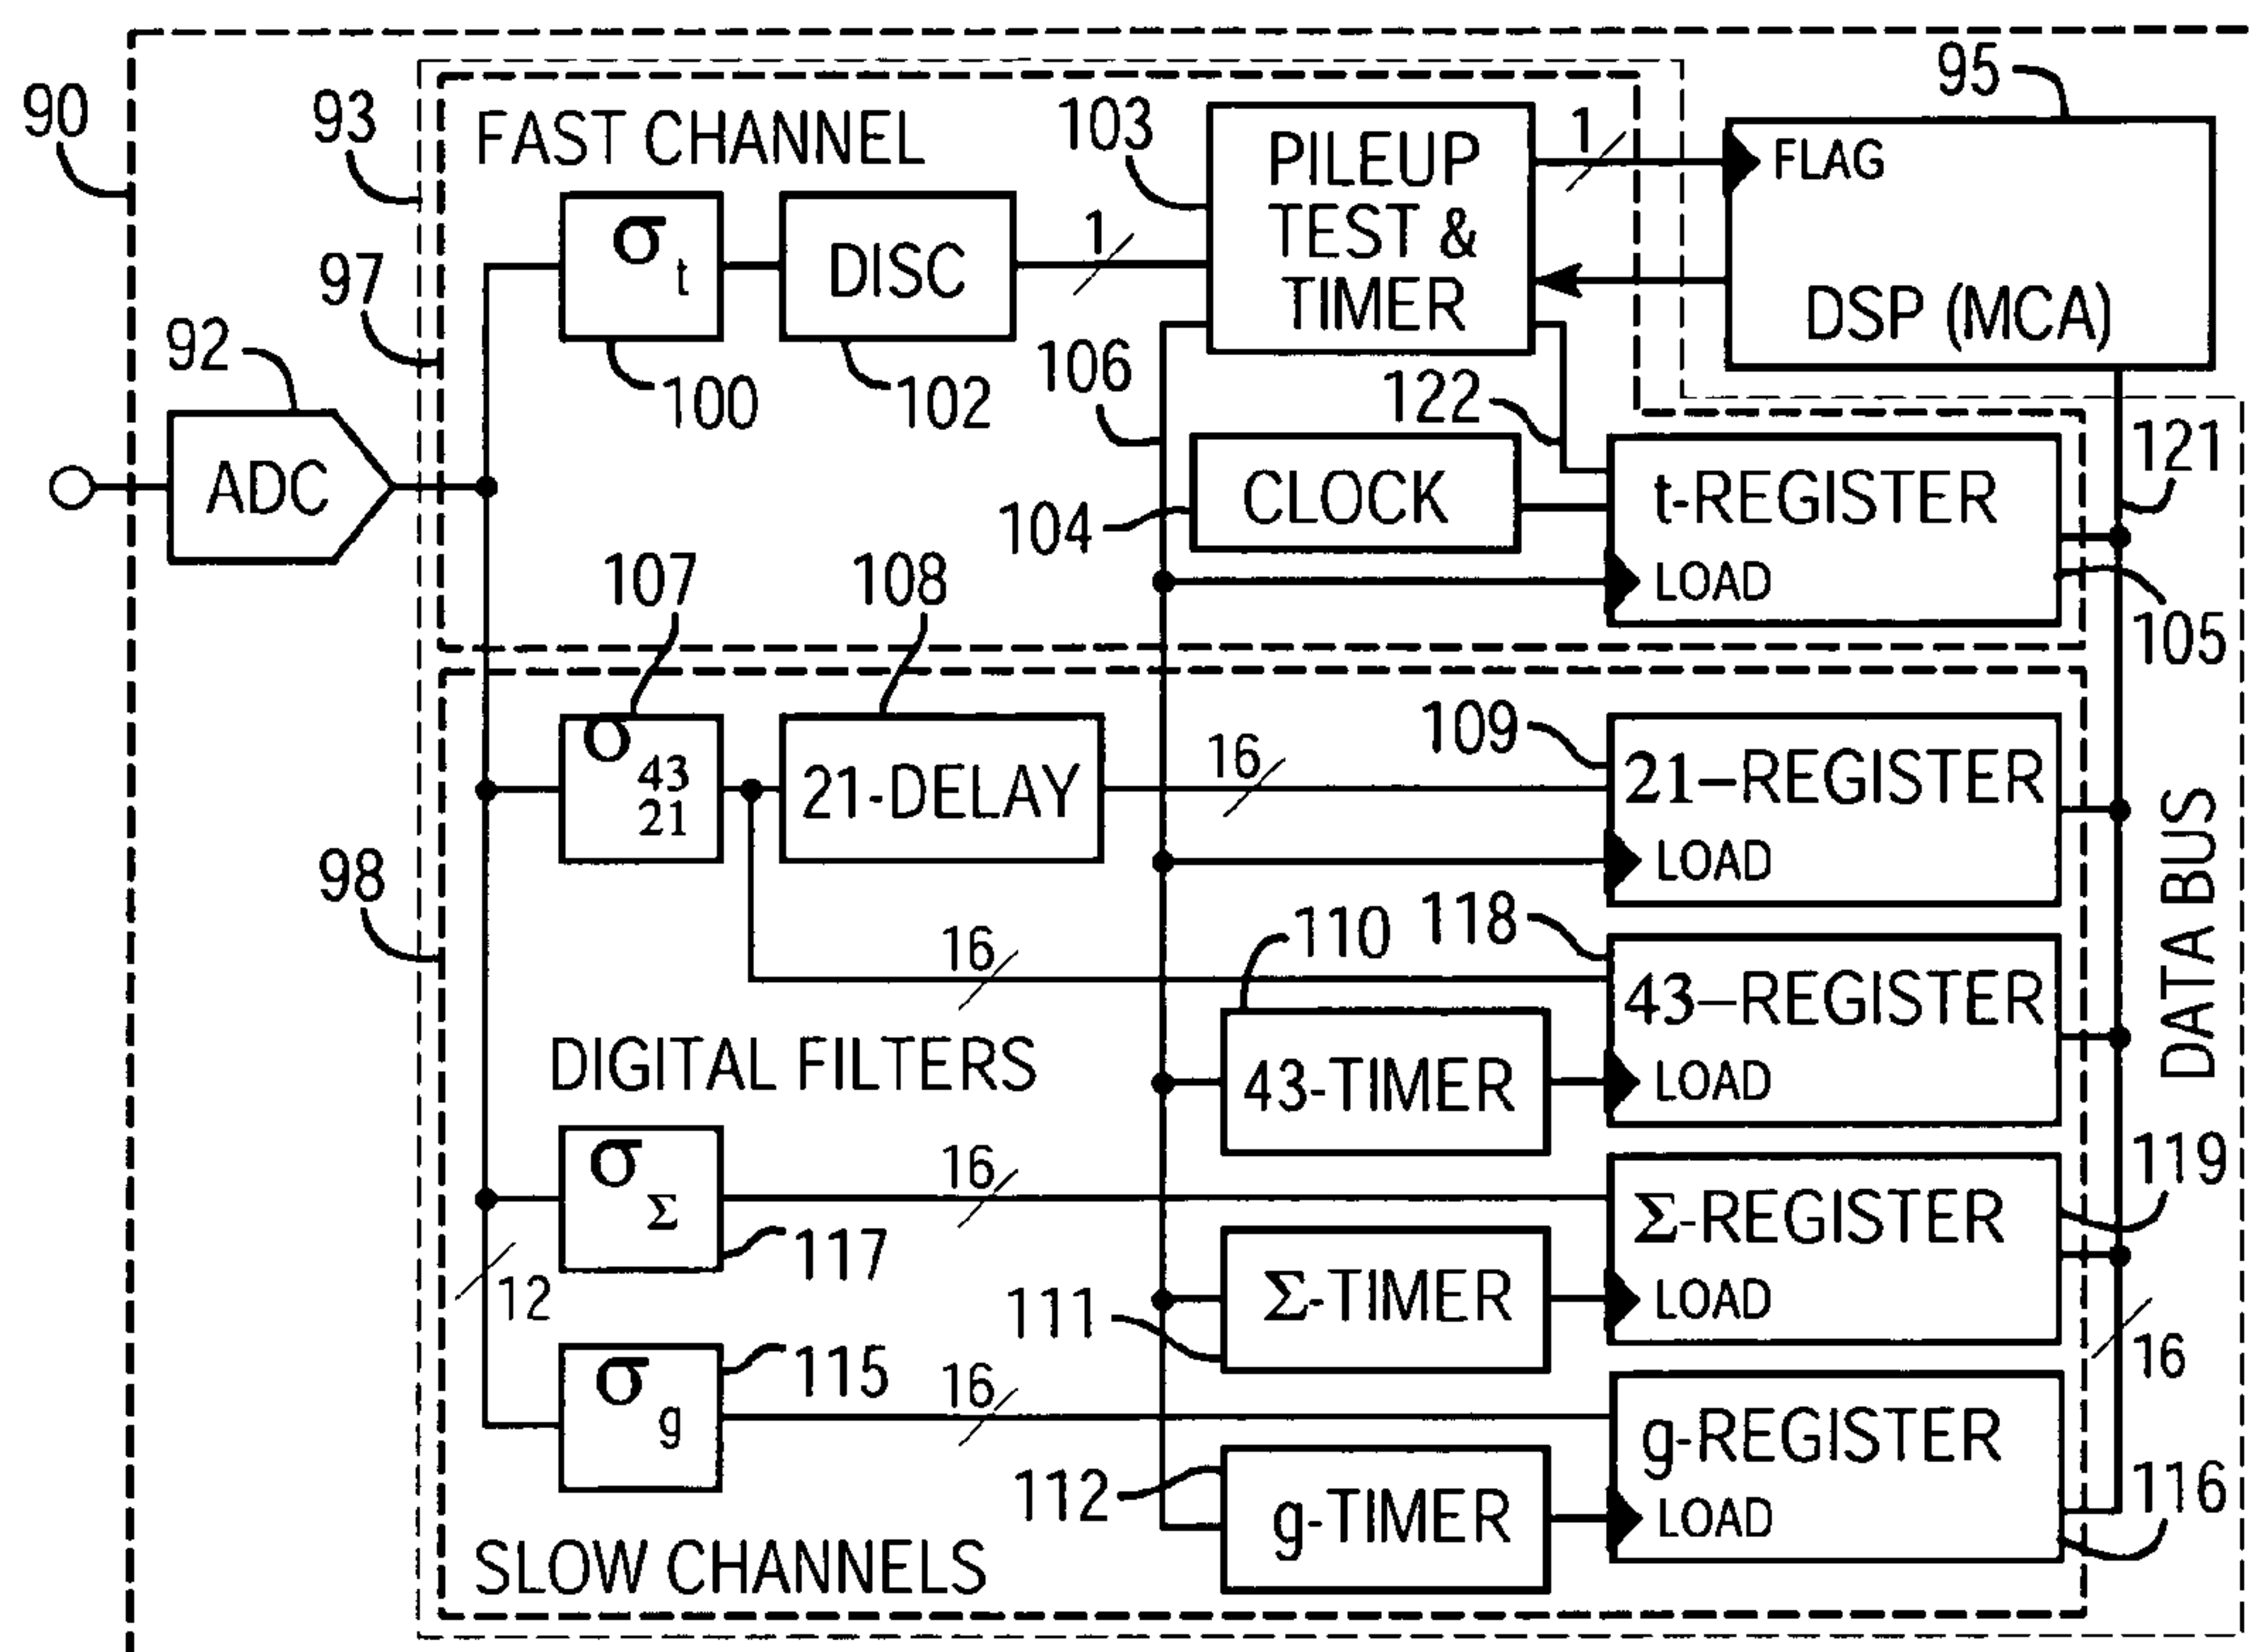 90
93
FAST CHANNEL
103
PILEUP
TEST &
TIMER
1
95
FLAG
DSP (MCA)
97
σ t
DISC
1
92
100
102
106
122
121
ADC
CLOCK
104
t-REGISTER
LOAD
105
107
108
109
σ 43
21
21-DELAY
16
21–REGISTER
LOAD
DATA BUS
98
110
118
16
43–REGISTER
LOAD
DIGITAL FILTERS
43-TIMER
σ Σ
16
119
Σ-REGISTER
LOAD
117
12
111
Σ-TIMER
16
σ g
115
16
g-REGISTER
LOAD
112
g-TIMER
116
SLOW CHANNELS